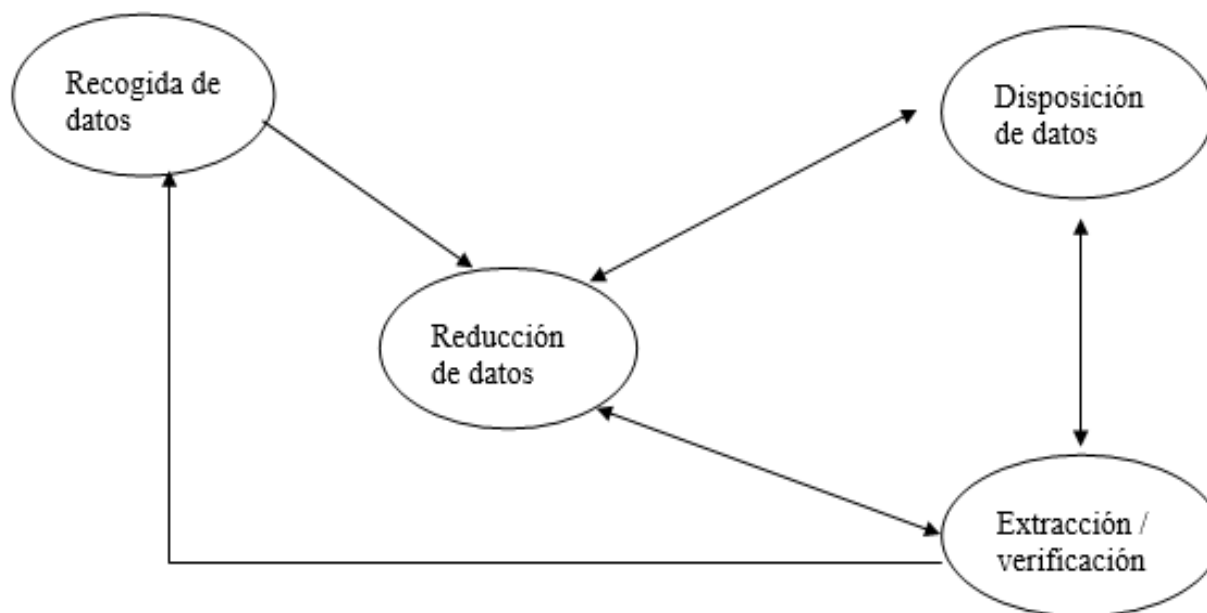 Recogida de
datos
Disposición
de datos
Reducción
de datos
Extracción /
verificación